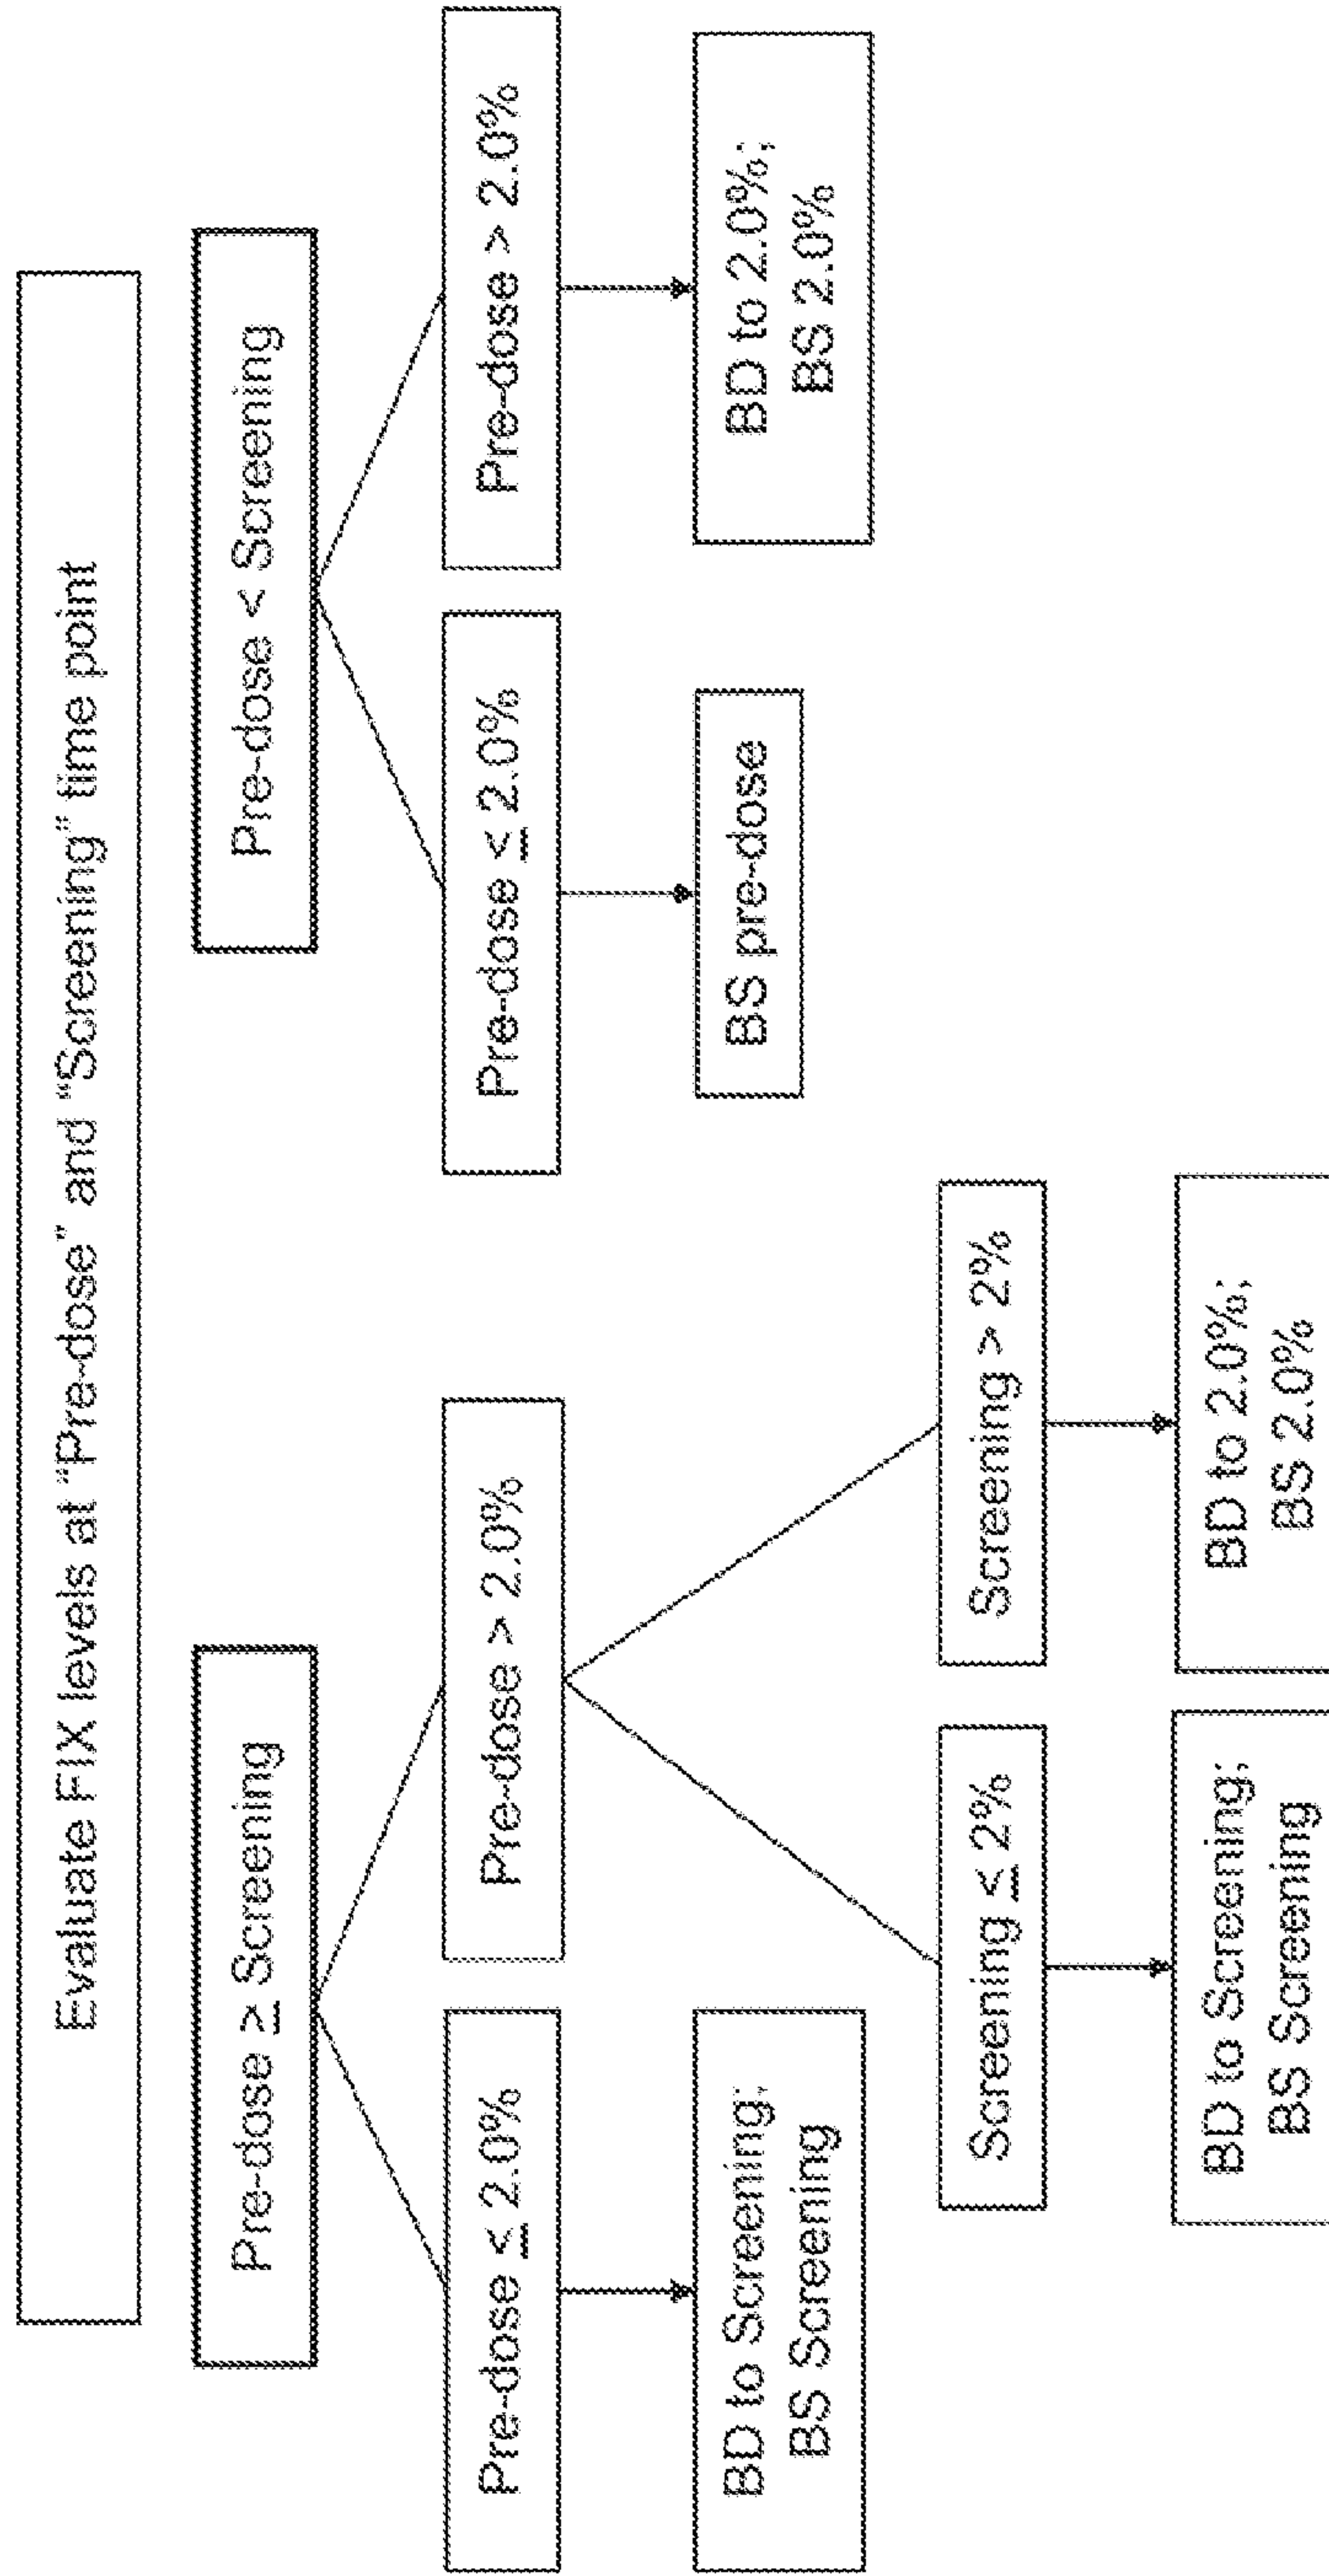 Evaluate FIX levels at "Pre-dose" and "Screening" time point
Pre-dose ≥ Screening
Pre-dose < Screening
Pre-dose ≤ 2.0%
Pre-dose > 2.0%
Pre-dose ≤ 2.0%
Pre-dose > 2.0%
BD to Screening;
BS Screening
BS pre-dose
BD to 2.0%;
BS 2.0%
Screening ≤ 2%
Screening > 2%
BD to Screening;
BS Screening
BD to 2.0%;
BS 2.0%